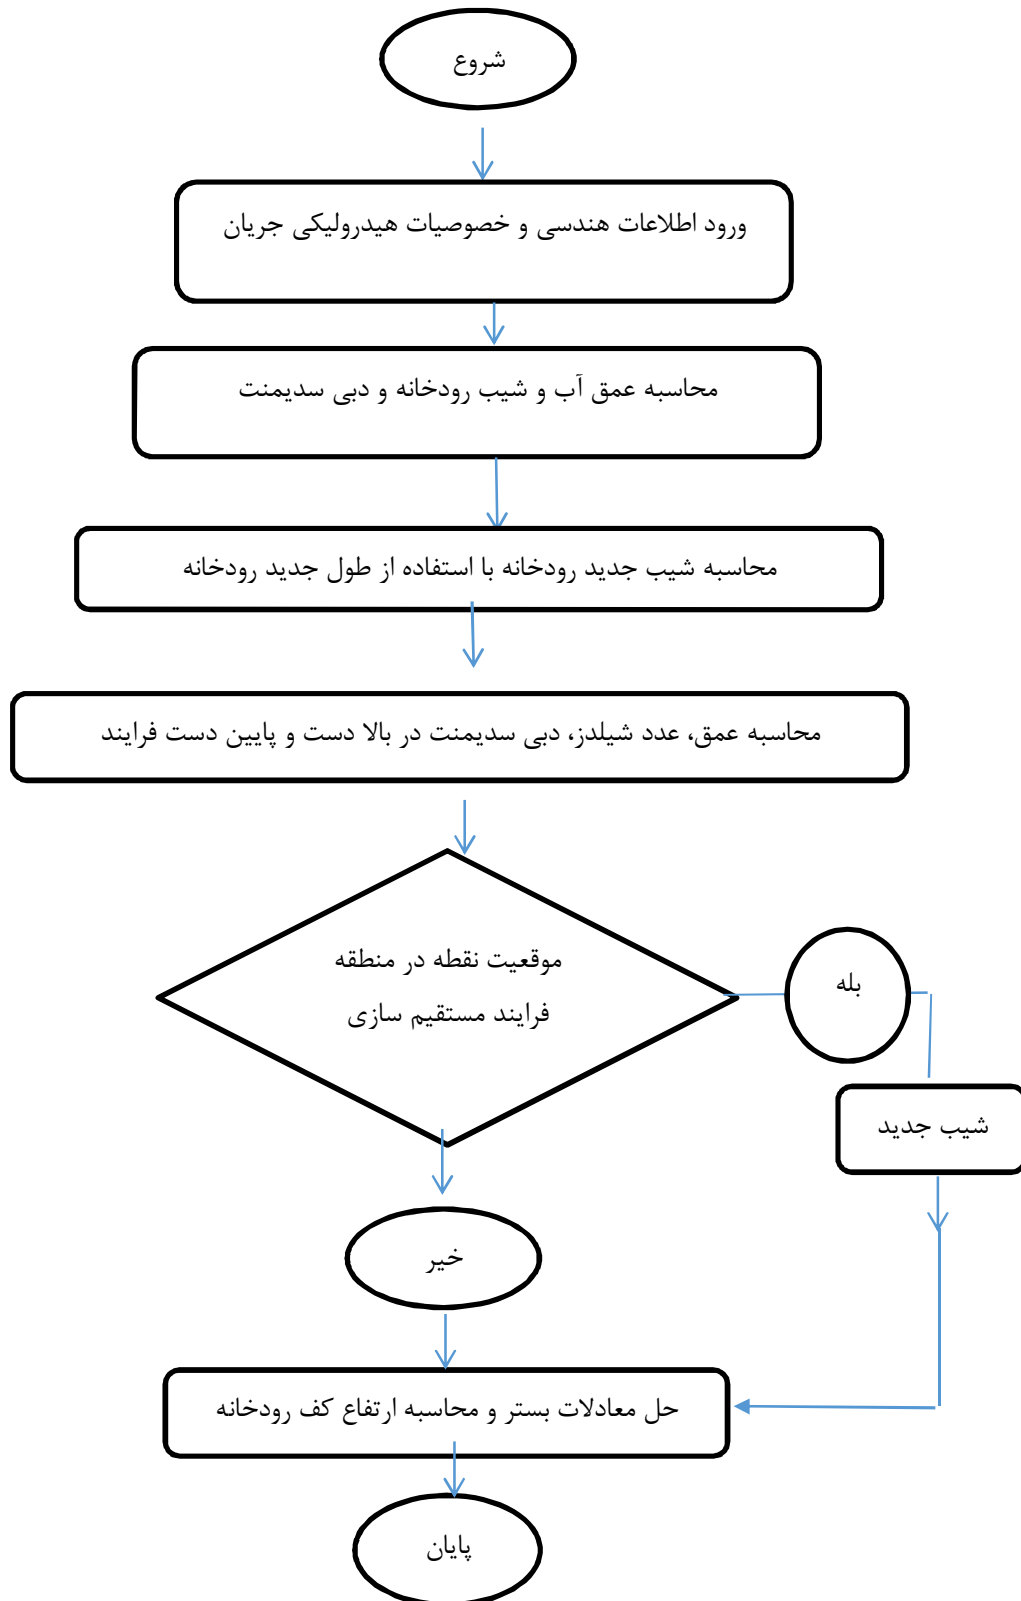 شروع
ورود اطلاعات هندسی و خصوصیات هیدرولیکی جریان
محاسبه عمق آب و شیب رودخانه و دبی سدیمنت
محاسبه شیب جدید رودخانه با استفاده از طول جدید رودخانه
محاسبه عمق، عدد شیلدز، دبی سدیمنت در بالا دست و پایین دست فرایند
موقعیت نقطه در منطقه
فرایند مستقیم سازی
بله
شیب جدید
خیر
حل معادلات بستر و محاسبه ارتفاع کف رودخانه
پایان